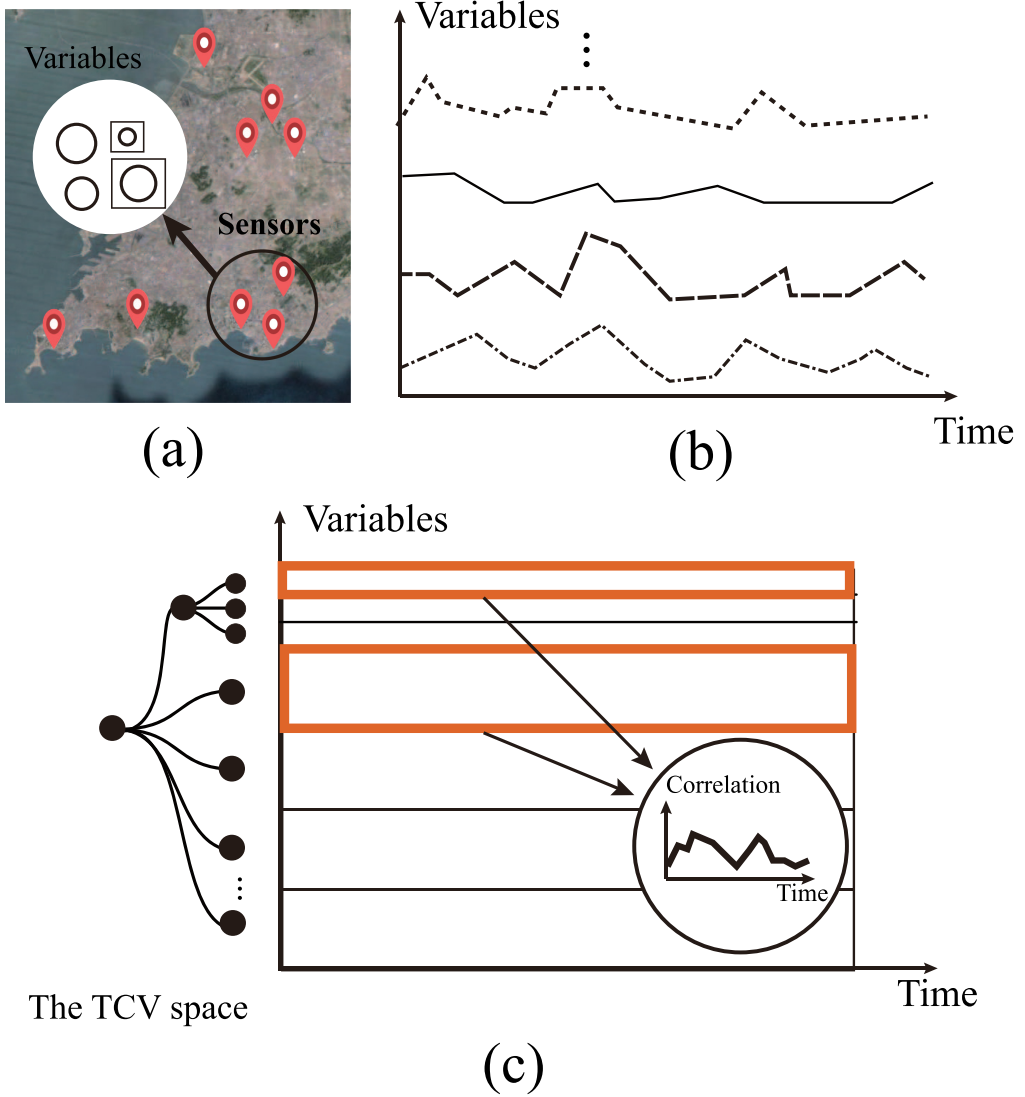 Variables
Sensors
(a)
Variables
Time
(b)
Variables
Correlation
Time
Time
The TCV space
(c)